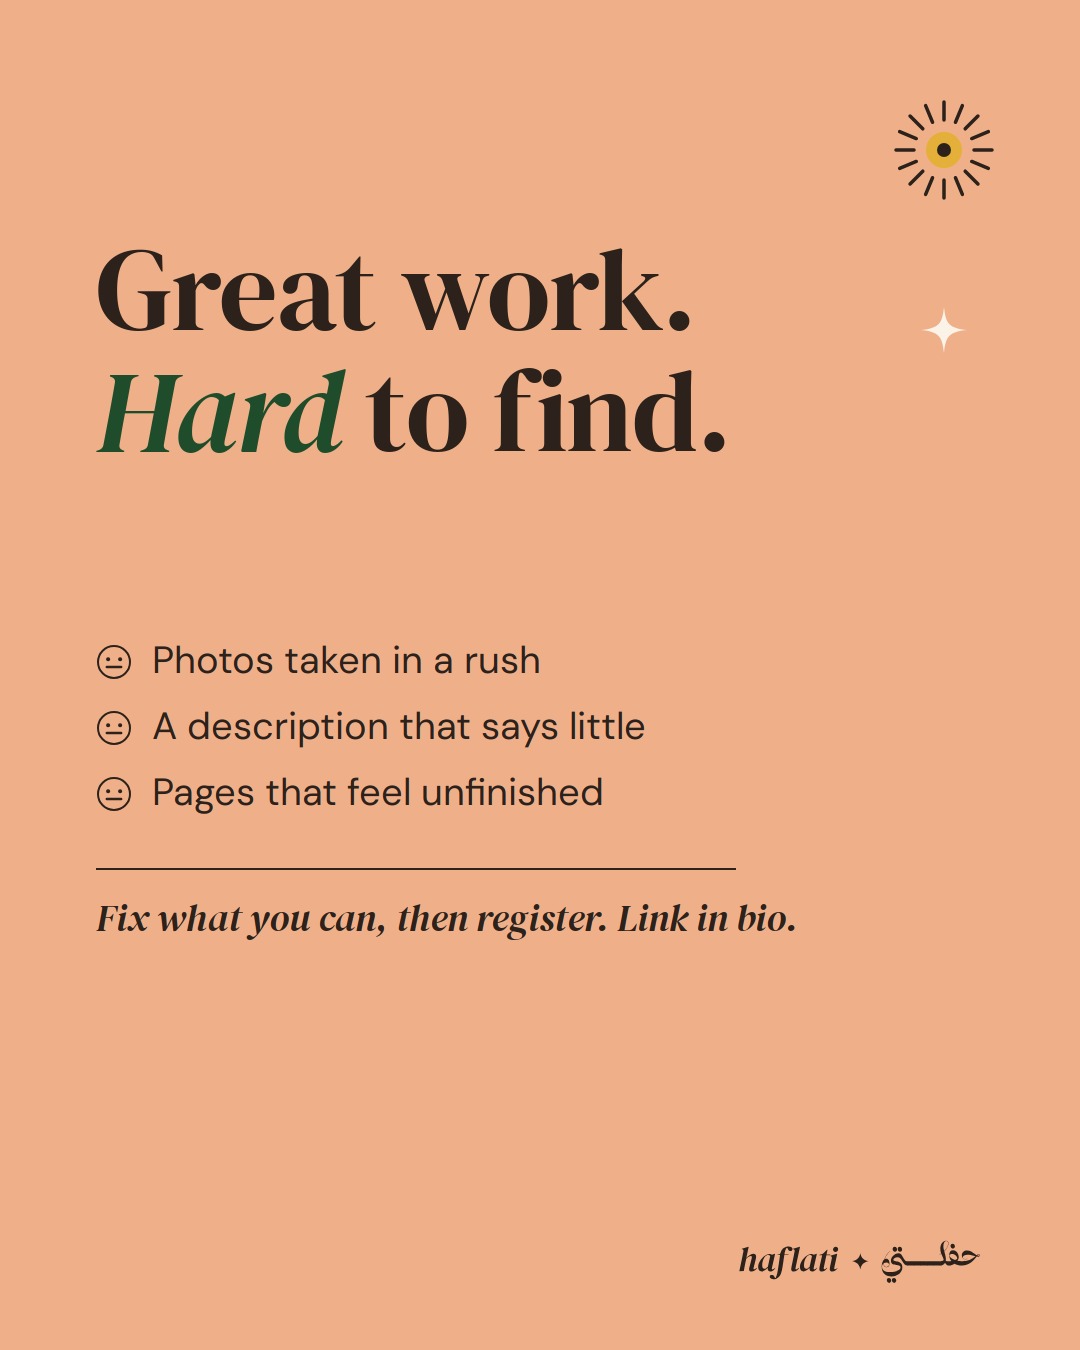 Great work.
Hard to find.
Photos taken in a rush
A description that says little
Pages that feel unfinished
Fix what you can, then register. Link in bio.
haflati ✦ حفلتي